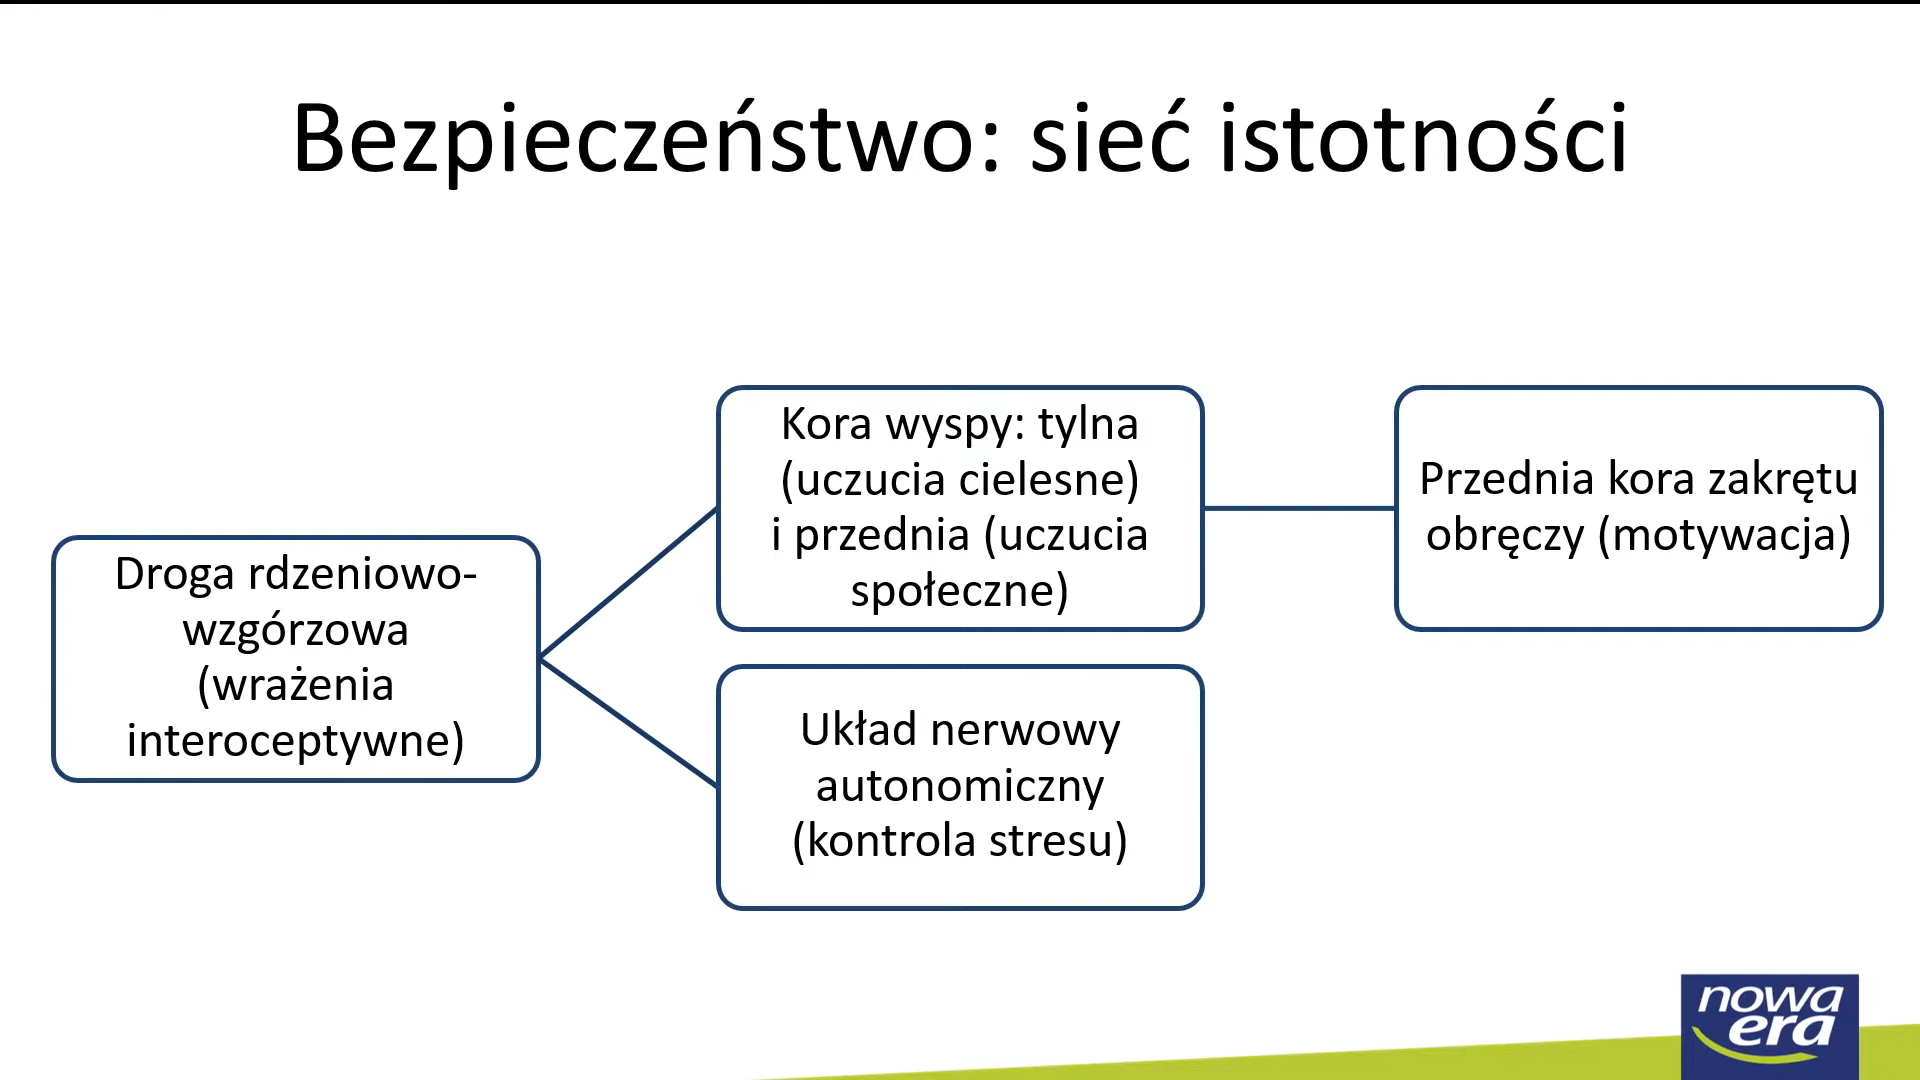 Bezpieczeństwo: sieć istotności
Droga rdzeniowo-
wzgórzowa
(wrażenia
interoceptywne)
Kora wyspy: tylna
(uczucia cielesne)
i przednia (uczucia
społeczne)
Układ nerwowy
autonomiczny
(kontrola stresu)
Przednia kora zakrętu
obręczy (motywacja)
nowa
era